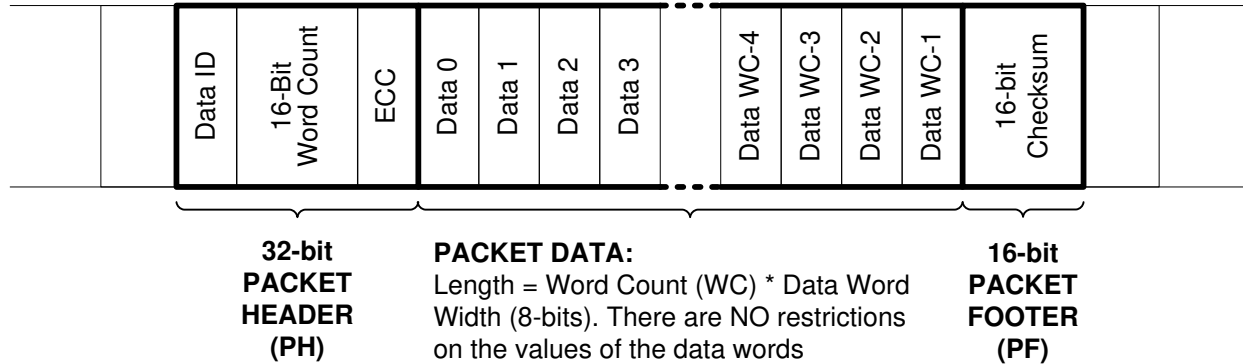 Data ID
16-Bit
Word Count
ECC
Data 0
Data 1
Data 2
Data 3
Data WC-4
Data WC-3
Data WC-2
Data WC-1
16-bit
Checksum
32-bit
PACKET
HEADER
(PH)
PACKET DATA:
Length = Word Count (WC) * Data Word
Width (8-bits). There are NO restrictions
on the values of the data words
16-bit
PACKET
FOOTER
(PF)